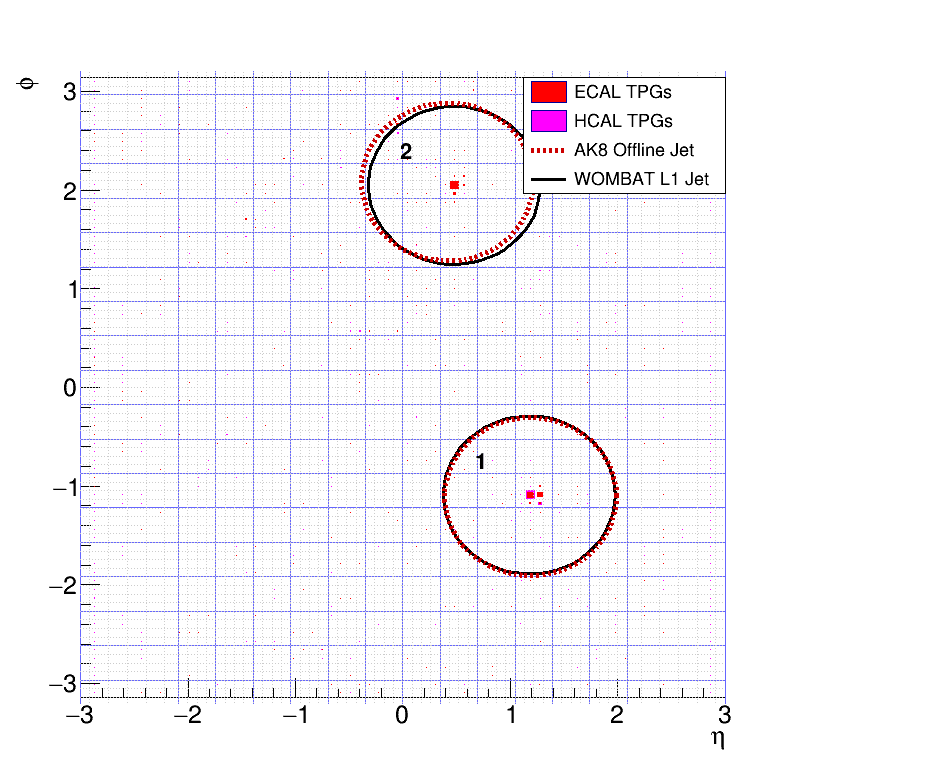 φ
3
2
1
0
−1
−2
−3
ECAL TPGs
HCAL TPGs
AK8 Offline Jet
WOMBAT L1 Jet
2
1
−3 −2 −1 0 1 2 3
η